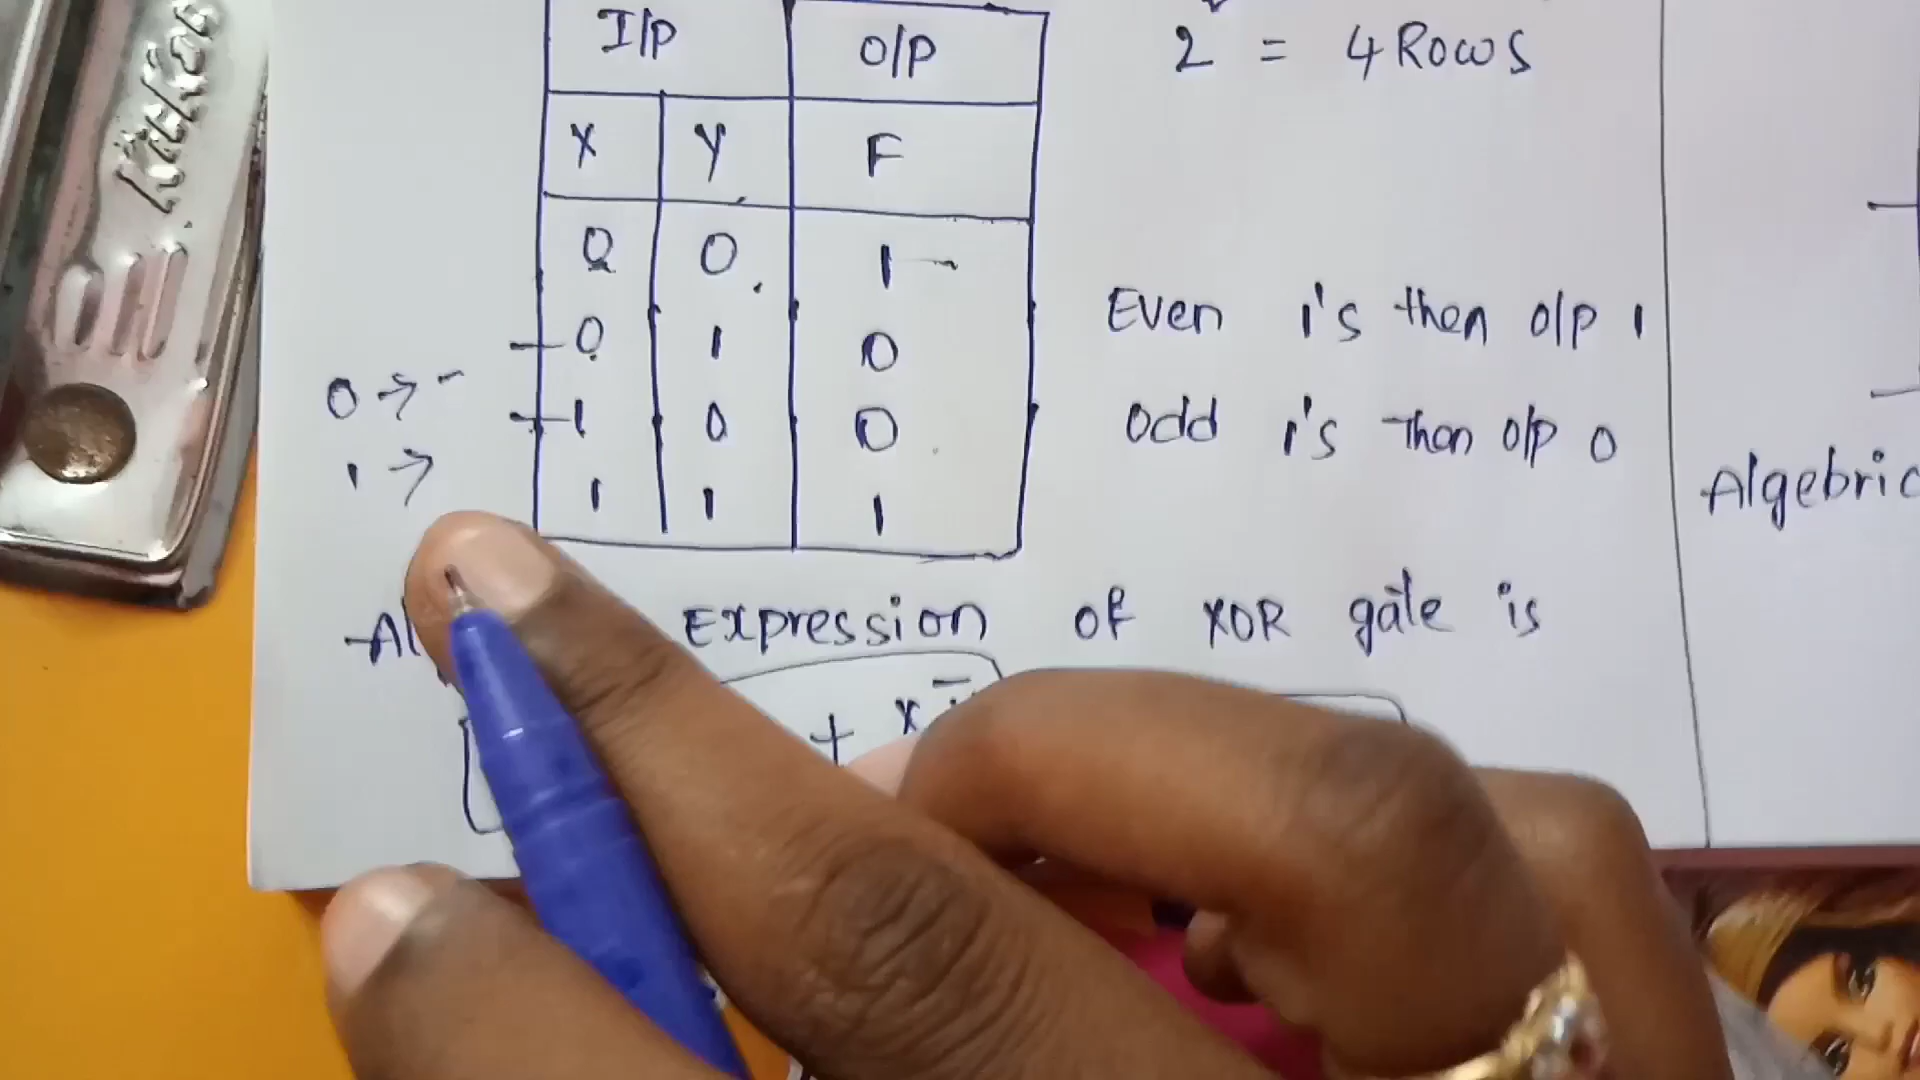 I/P O/P
2 = 4 Rows
X Y F
0 0 1
0 1 0
1 0 0
1 1 1
Even 1's then O/P 1
Odd 1's then O/P 0
0 → -
1 →
Algebric
Expression of XOR gate is
+ x